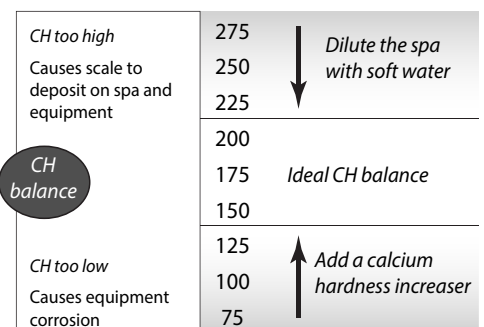 CH too high
Causes scale to
deposit on spa and
equipment
275
250
225
Dilute the spa
with soft water
CH
balance
200
175
150
Ideal CH balance
CH too low
Causes equipment
corrosion
125
100
75
Add a calcium
hardness increaser